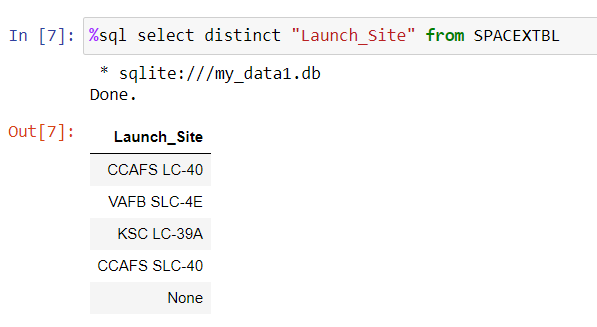 In [7]: %sql select distinct "Launch_Site" from SPACEXTBL
* sqlite:///my_data1.db
Done.
Out[7]:
Launch_Site
CCAFS LC-40
VAFB SLC-4E
KSC LC-39A
CCAFS SLC-40
None